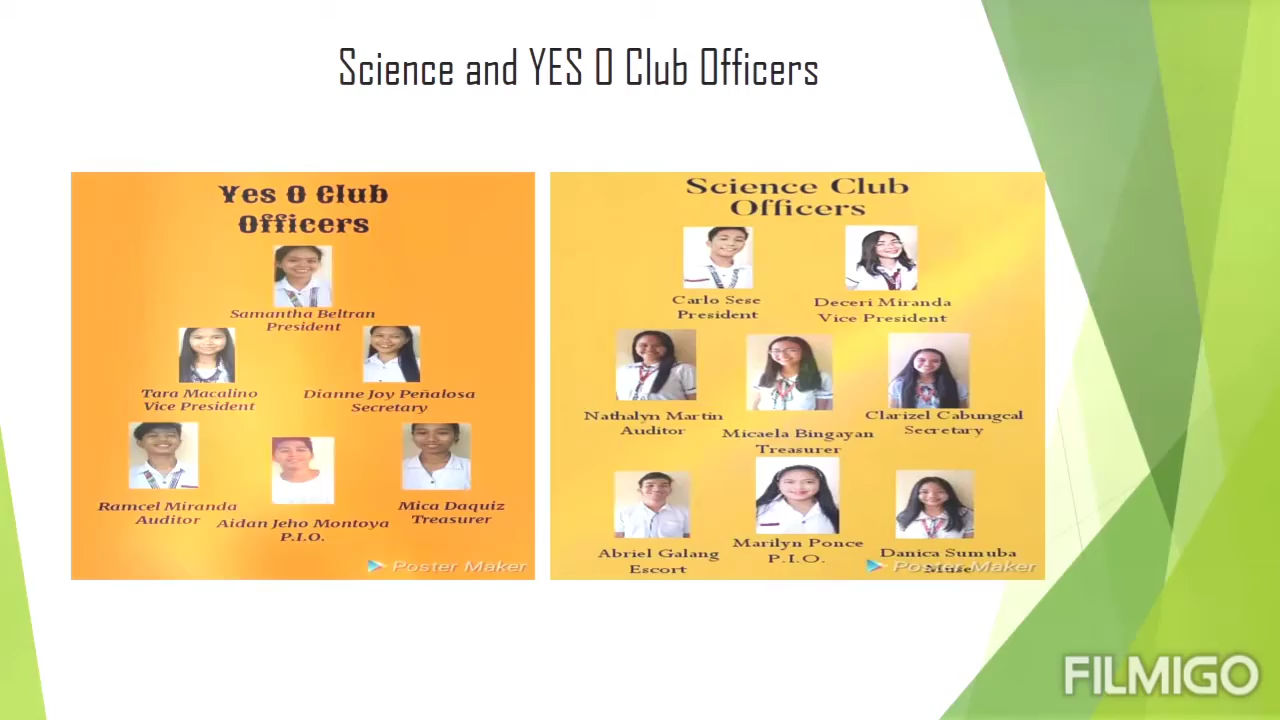 Science and YES O Club Officers
Yes O Club
Officers
Samantha Beltran
President
Tara Macalino
Vice President
Dianne Joy Peñalosa
Secretary
Ramcel Miranda
Auditor
Aidan Jeho Montoya
P.I.O.
Mica Daquiz
Treasurer
Poster Maker
Science Club
Officers
Carlo Sese
President
Deceri Miranda
Vice President
Nathalyn Martin
Auditor
Micaela Bingayan
Treasurer
Clarizel Cabungcal
Secretary
Abriel Galang
Escort
Marilyn Ponce
P.I.O.
Danica Sumuba
Muse
Poster Maker
FILMIGO